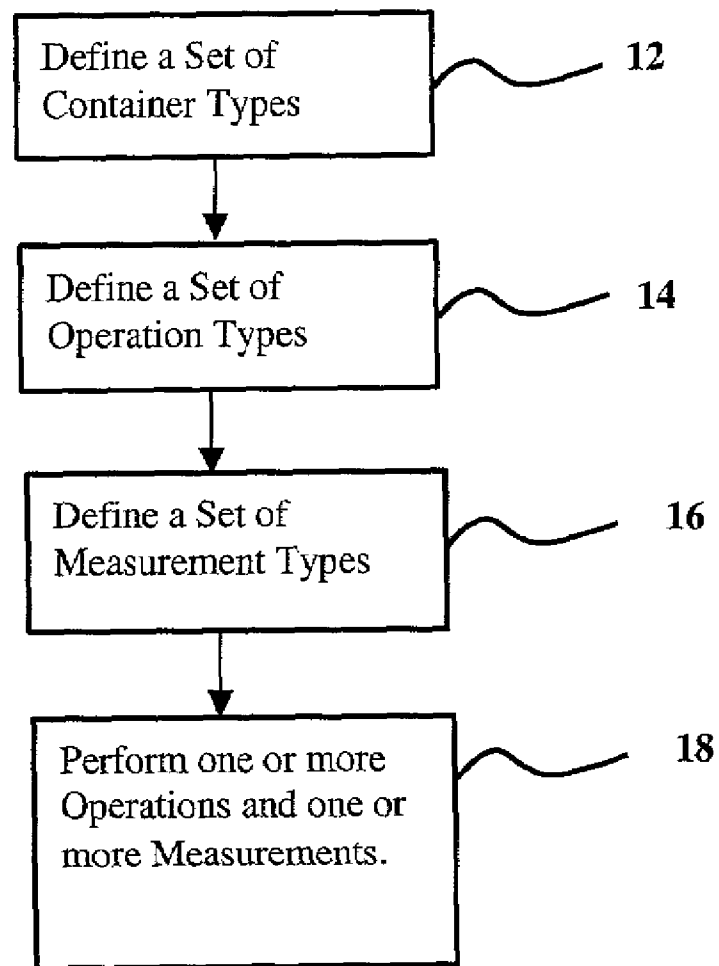 Define a Set of
Container Types
12
Define a Set of
Operation Types
14
Define a Set of
Measurement Types
16
Perform one or more
Operations and one or
more Measurements.
18